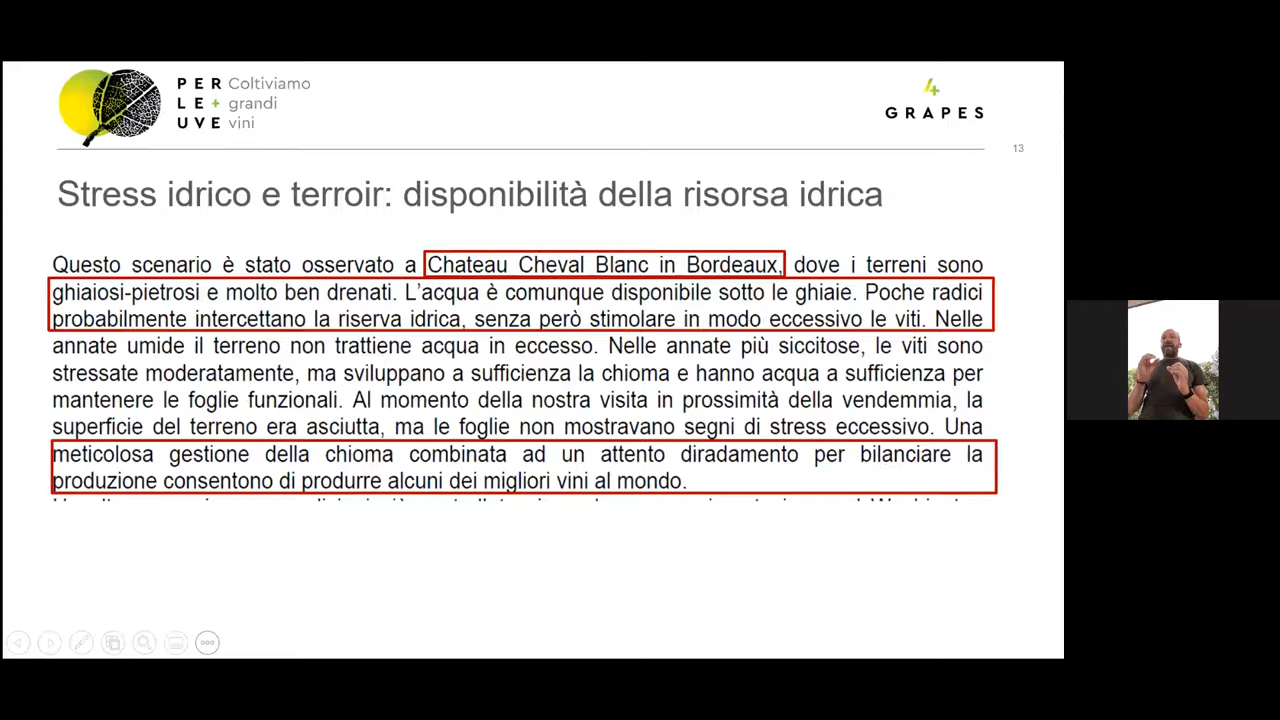 PER Coltiviamo
LE+ grandi
UVE vini
4
GRAPES
13
Stress idrico e terroir: disponibilità della risorsa idrica
Questo scenario è stato osservato a Chateau Cheval Blanc in Bordeaux, dove i terreni sono
ghiaiosi-pietrosi e molto ben drenati. L'acqua è comunque disponibile sotto le ghiaie. Poche radici
probabilmente intercettano la riserva idrica, senza però stimolare in modo eccessivo le viti. Nelle
annate umide il terreno non trattiene acqua in eccesso. Nelle annate più siccitose, le viti sono
stressate moderatamente, ma sviluppano a sufficienza la chioma e hanno acqua a sufficienza per
mantenere le foglie funzionali. Al momento della nostra visita in prossimità della vendemmia, la
superficie del terreno era asciutta, ma le foglie non mostravano segni di stress eccessivo. Una
meticolosa gestione della chioma combinata ad un attento diradamento per bilanciare la
produzione consentono di produrre alcuni dei migliori vini al mondo.